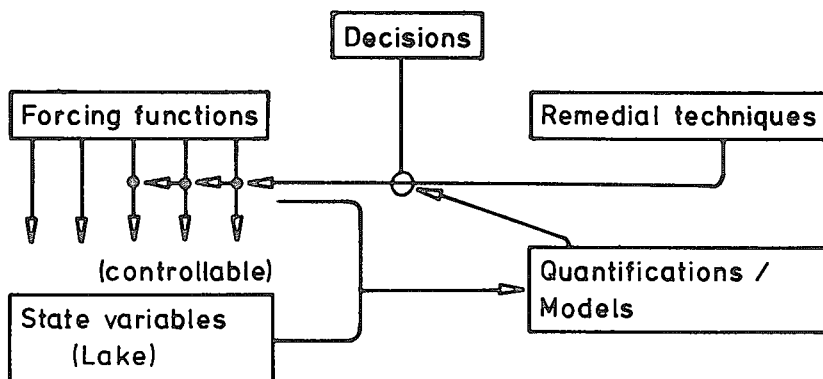 Decisions
Forcing functions
Remedial techniques
(controllable)
Quantifications /
Models
State variables
(Lake)